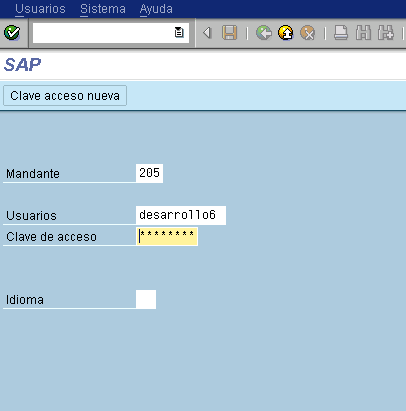 Usuarios Sistema Ayuda
SAP
Clave acceso nueva
Mandante 205
Usuarios desarrollo6
Clave de acceso ********
Idioma